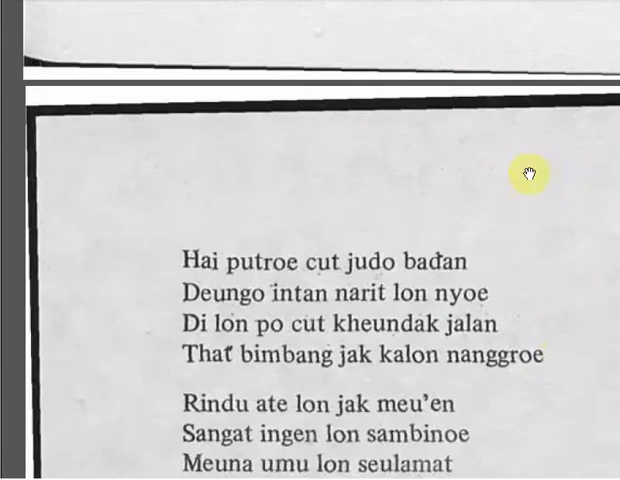 Hai putroe cut judo badan
Deungo intan narit lon nyoe
Di lon po cut kheundak jalan
That bimbang jak kalon nanggroe
Rindu ate lon jak meu'en
Sangat ingen lon sambinoe
Meuna umu lon seulamat